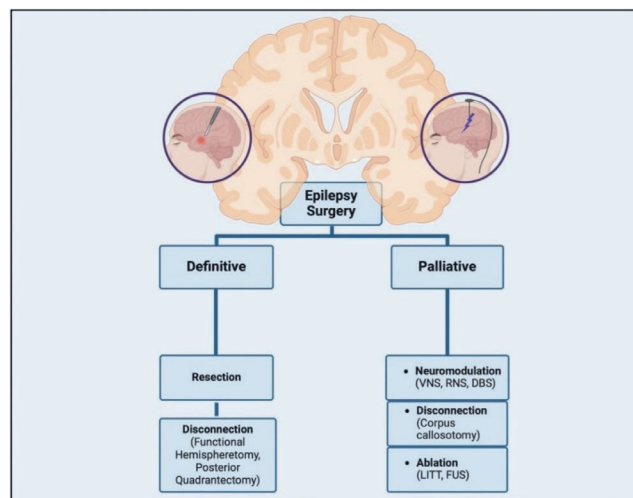 Epilepsy
Surgery
Definitive
Palliative
Resection
Disconnection
(Functional
Hemispheretomy,
Posterior
Quadrantectomy)
• Neuromodulation
(VNS, RNS, DBS)
• Disconnection
(Corpus
callosotomy)
• Ablation
(LITT, FUS)